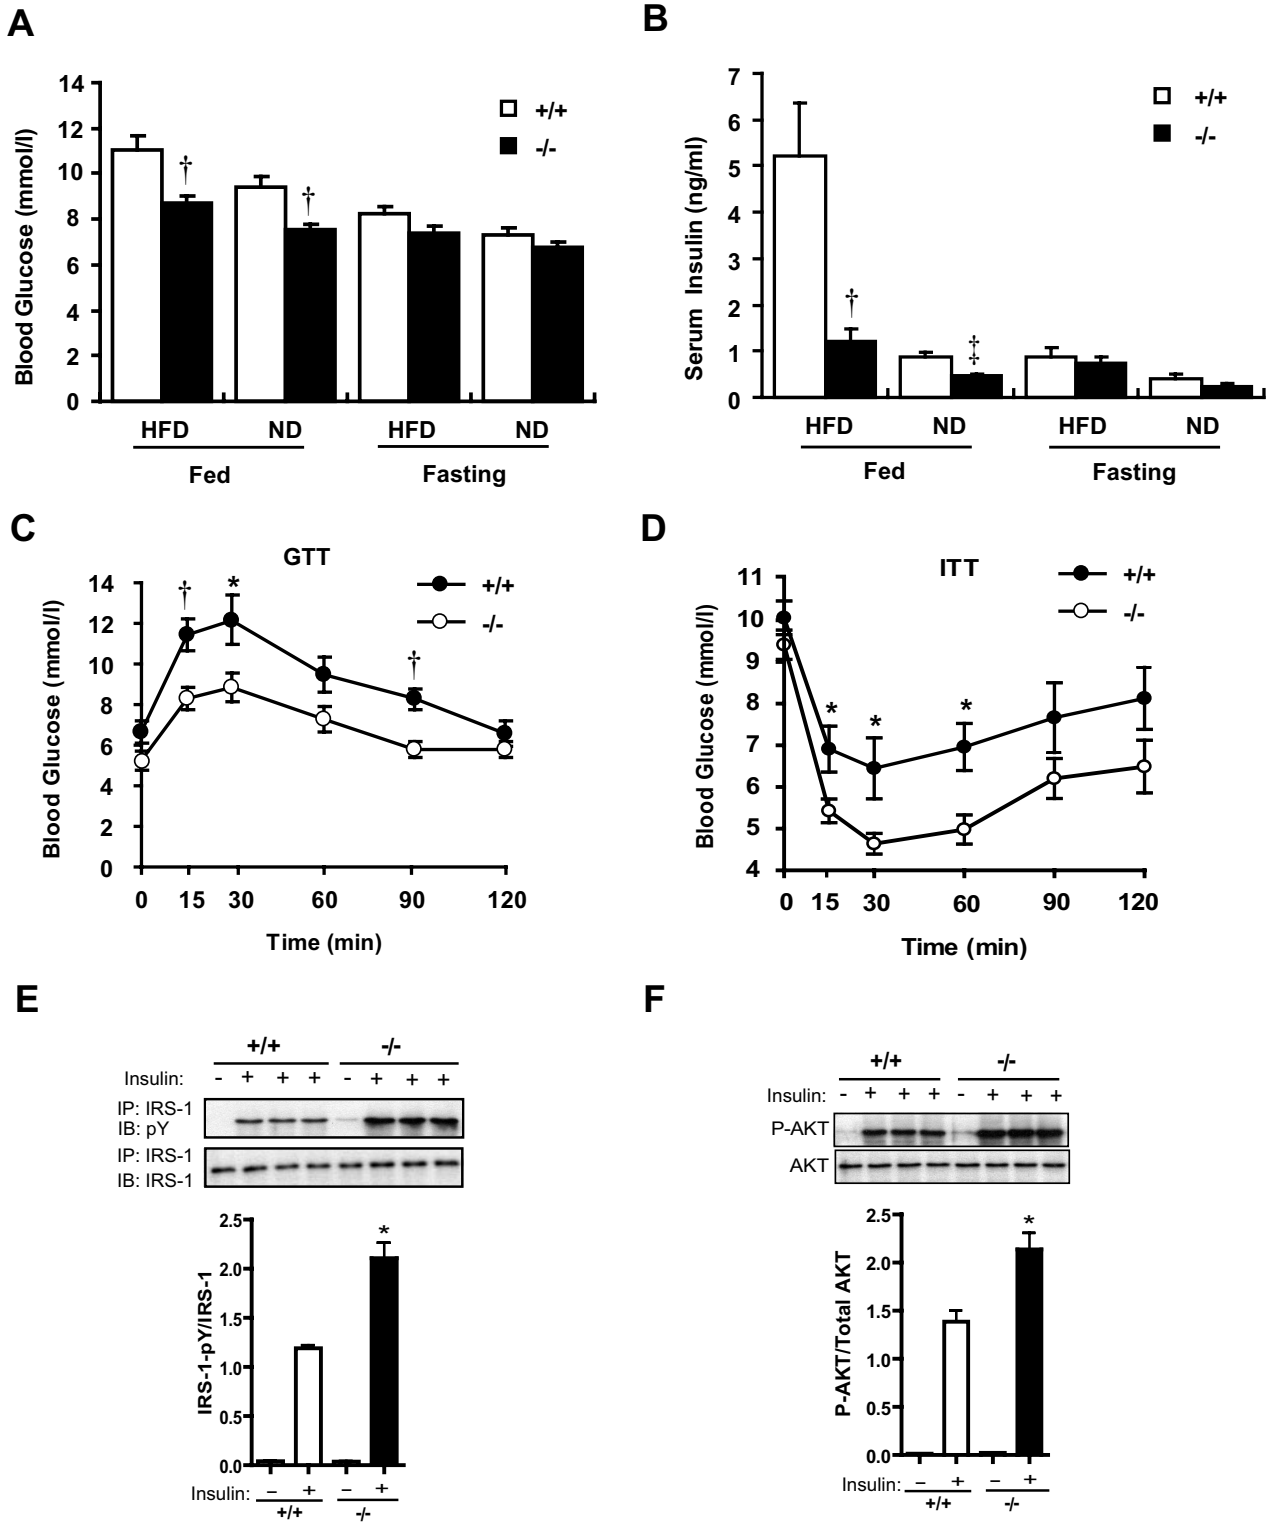 A
Blood Glucose (mmol/l)
14
12
10
8
6
4
2
0
+/+
-/-
†
†
HFD ND HFD ND
Fed Fasting
B
Serum Insulin (ng/ml)
7
6
5
4
3
2
1
0
+/+
-/-
†
‡
HFD ND HFD ND
Fed Fasting
C
GTT
Blood Glucose (mmol/l)
14
12
10
8
6
4
2
0
+/+
-/-
† * †
0 15 30 60 90 120
Time (min)
D
ITT
Blood Glucose (mmol/l)
11
10
9
8
7
6
5
4
+/+
-/-
* * *
0 15 30 60 90 120
Time (min)
E
+/+ -/-
Insulin: - + + + - + + +
IP: IRS-1
IB: pY
IP: IRS-1
IB: IRS-1
IRS-1-pY/IRS-1
2.5
2.0
1.5
1.0
0.5
0.0
*
Insulin: − + − +
+/+ -/-
F
+/+ -/-
Insulin: - + + + - + + +
P-AKT
AKT
P-AKT/Total AKT
2.5
2.0
1.5
1.0
0.5
0.0
*
Insulin: − + − +
+/+ -/-